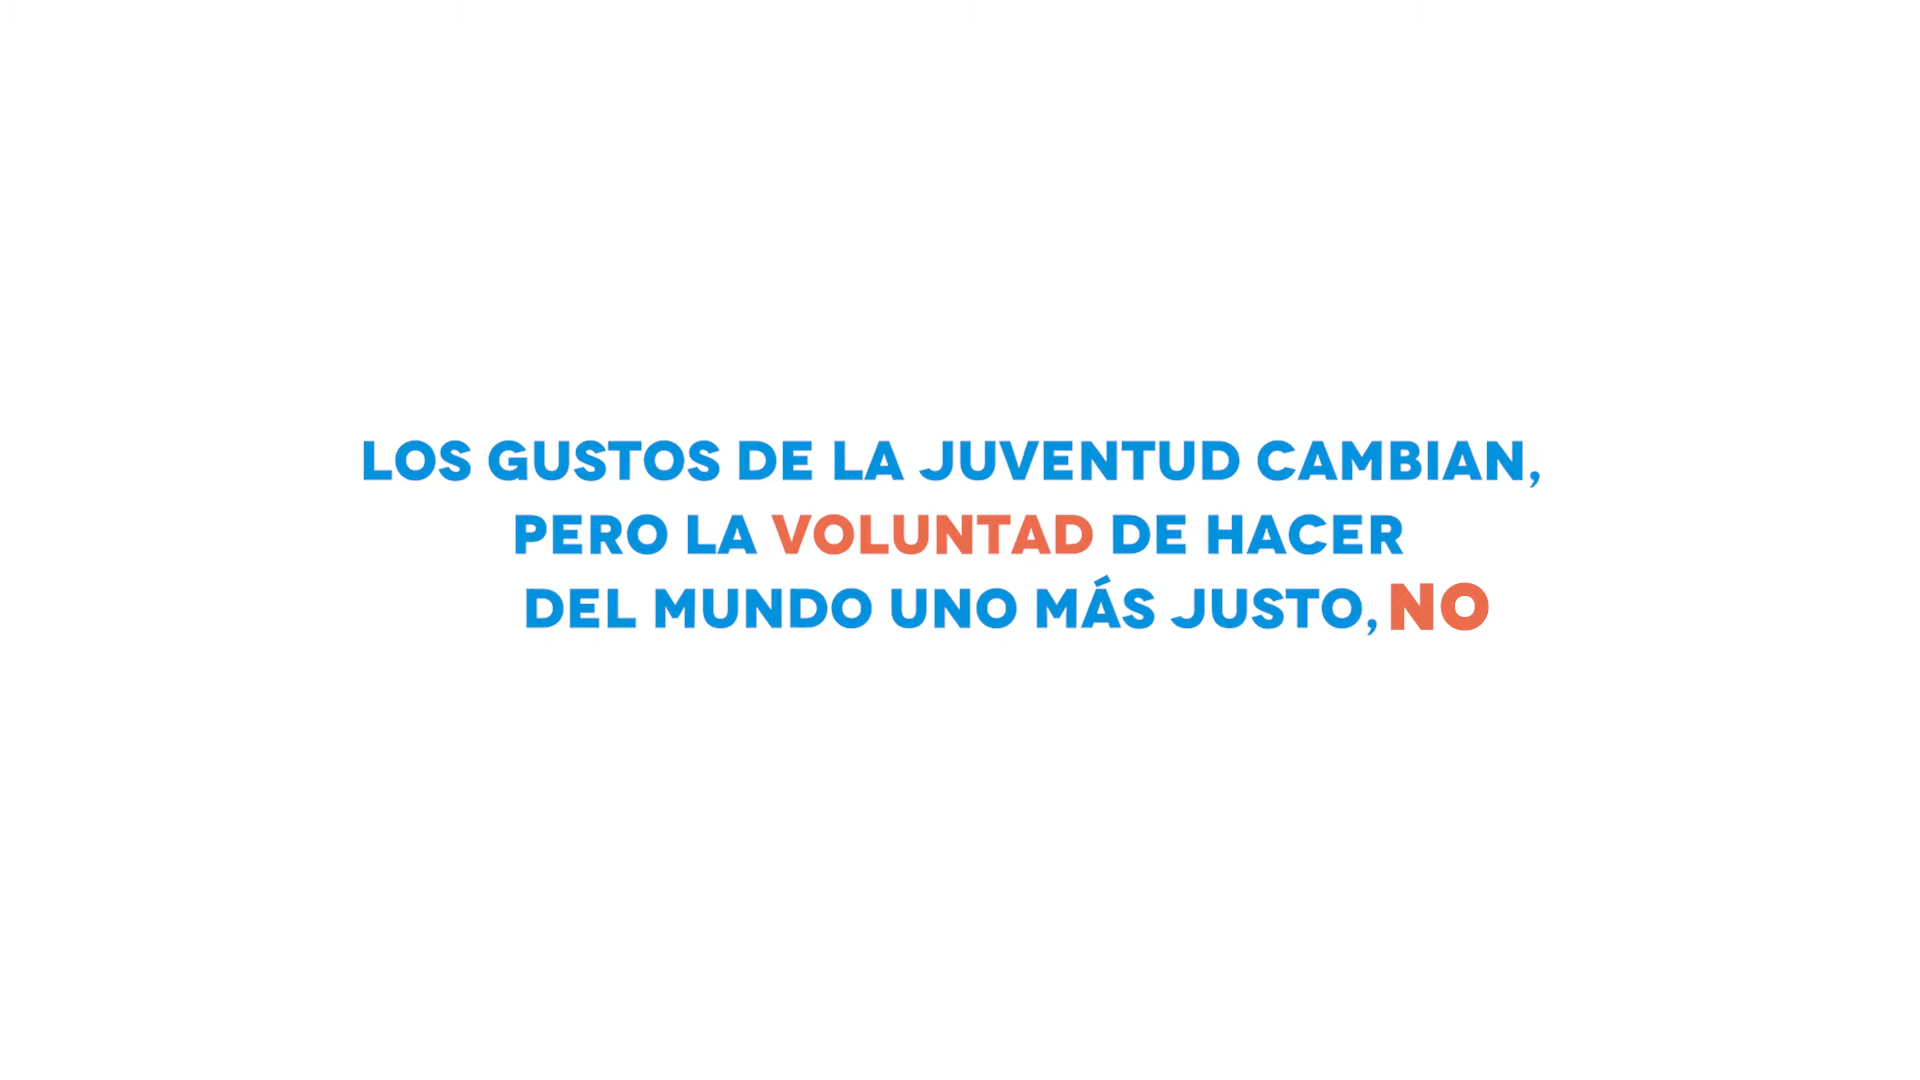 LOS GUSTOS DE LA JUVENTUD CAMBIAN,
PERO LA VOLUNTAD DE HACER
DEL MUNDO UNO MÁS JUSTO, NO